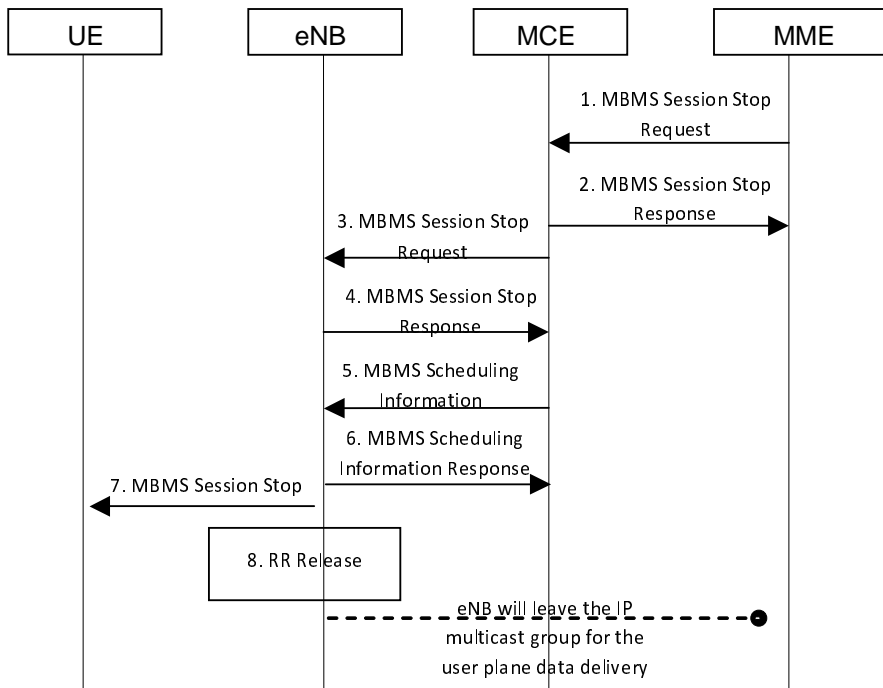 UE
eNB
MCE
MME
1. MBMS Session Stop
Request
2. MBMS Session Stop
Response
3. MBMS Session Stop
Request
4. MBMS Session Stop
Response
5. MBMS Scheduling
Information
6. MBMS Scheduling
Information Response
7. MBMS Session Stop
8. RR Release
eNB will leave the IP
multicast group for the
user plane data delivery